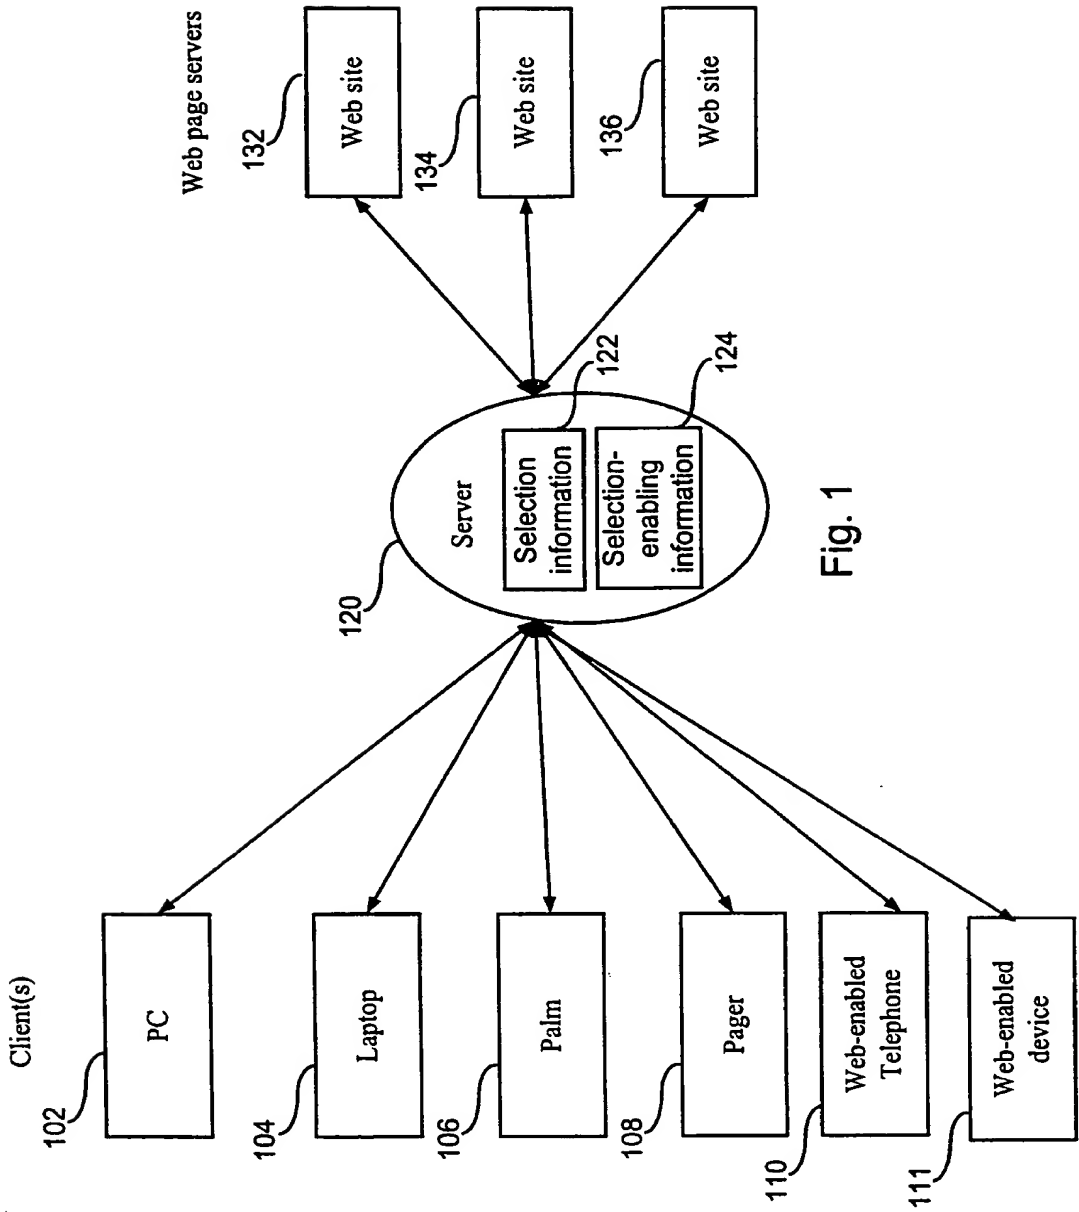 Client(s)
102
PC
104
Laptop
106
Palm
108
Pager
110
Web-enabled
Telephone
111
Web-enabled
device
120
Server
Selection
information
122
Selection-
enabling
information
124
Web page servers
132
Web site
134
Web site
136
Web site
Fig. 1